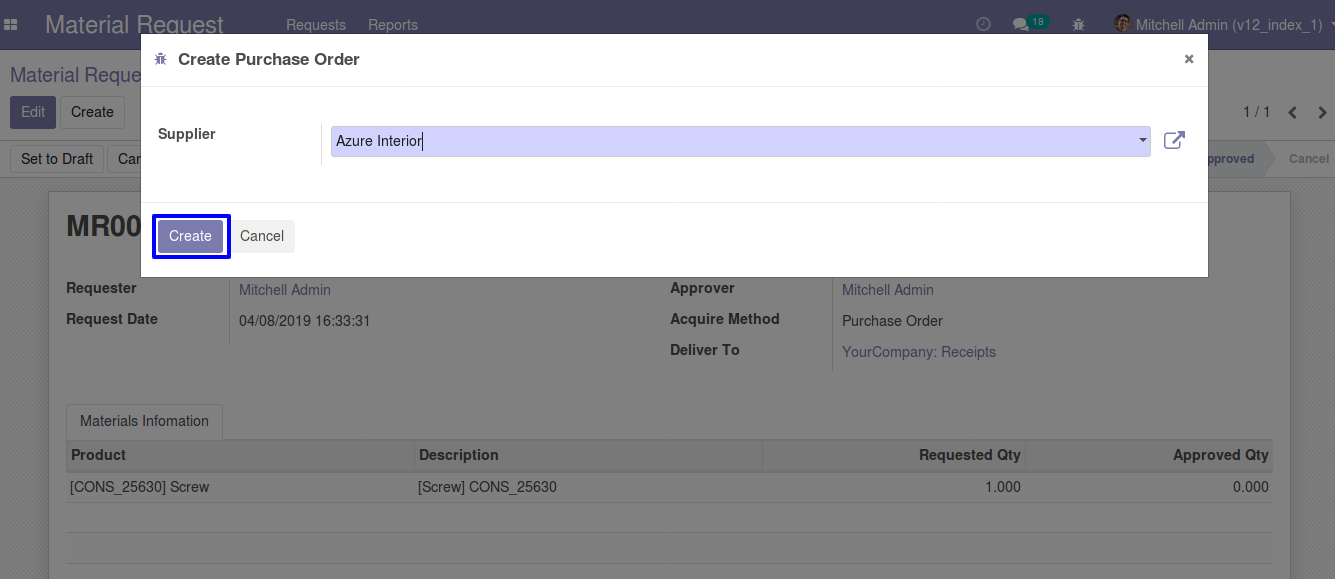 Material Request
Requests
Reports
18
Mitchell Admin (v12_index_1)
Create Purchase Order
×
Material Reque
Edit
Create
1 / 1
Supplier
Azure Interior
Set to Draft
Can
pproved
Cancel
Create
Cancel
MR00
Requester
Mitchell Admin
Approver
Mitchell Admin
Request Date
04/08/2019 16:33:31
Acquire Method
Purchase Order
Deliver To
YourCompany: Receipts
Materials Infomation
Product
Description
Requested Qty
Approved Qty
[CONS_25630] Screw
[Screw] CONS_25630
1.000
0.000